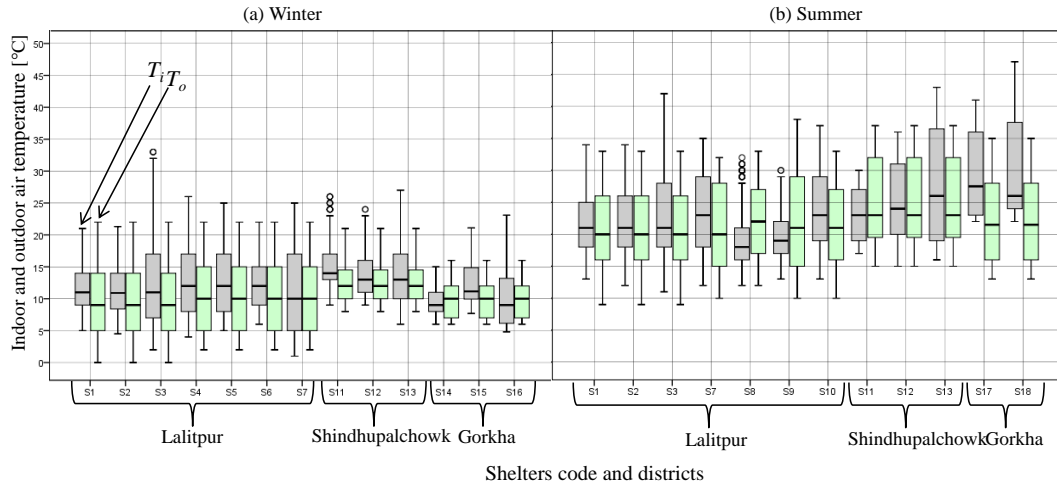 (a) Winter
(b) Summer
Indoor and outdoor air temperature [℃]
50
45
40
35
30
25
20
15
10
5
0
T_i T_o
S1 S2 S3 S4 S5 S6 S7 S11 S12 S13 S14 S15 S16
S1 S2 S3 S7 S8 S9 S10 S11 S12 S13 S17 S18
Lalitpur Shindhupalchowk Gorkha
Lalitpur Shindhupalchowk Gorkha
Shelters code and districts